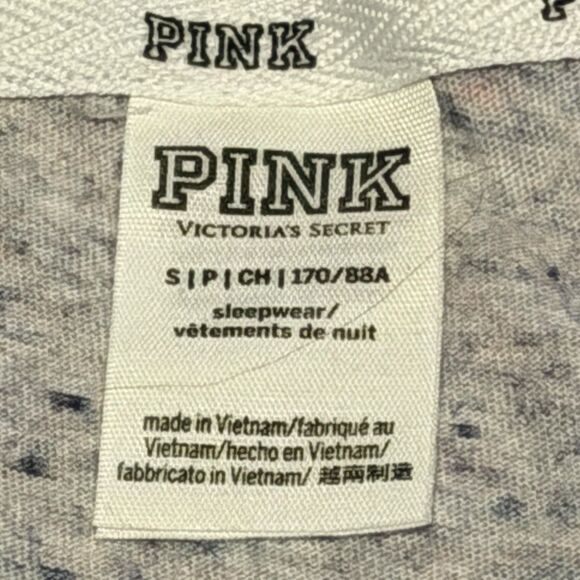 PINK
PINK
VICTORIA'S SECRET
S | P | CH | 170/88A
sleepwear/
vêtements de nuit
made in Vietnam/fabriqué au
Vietnam/hecho en Vietnam/
fabbricato in Vietnam/ 越南制造